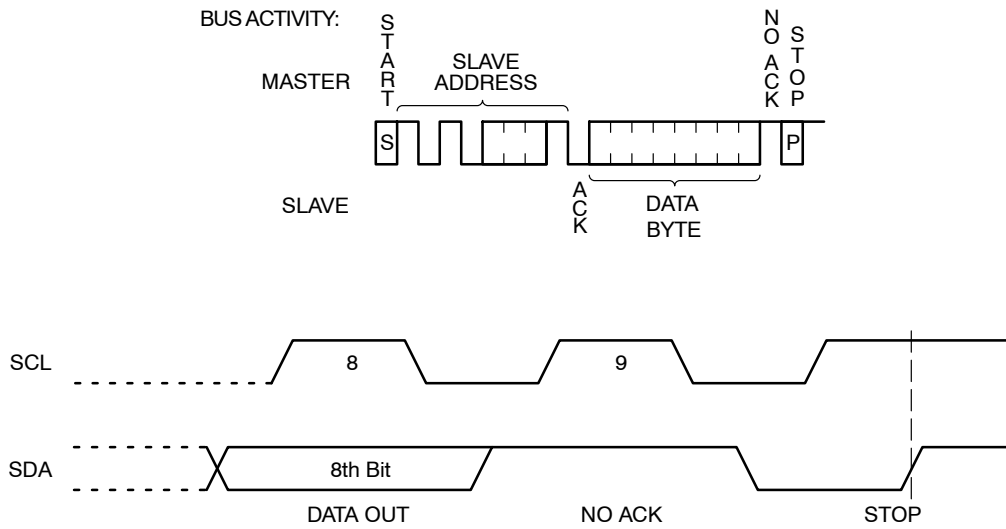 BUS ACTIVITY:
MASTER
START
SLAVE
ADDRESS
NO ACK
STOP
S
P
SLAVE
ACK
DATA
BYTE
SCL
8
9
SDA
8th Bit
DATA OUT
NO ACK
STOP